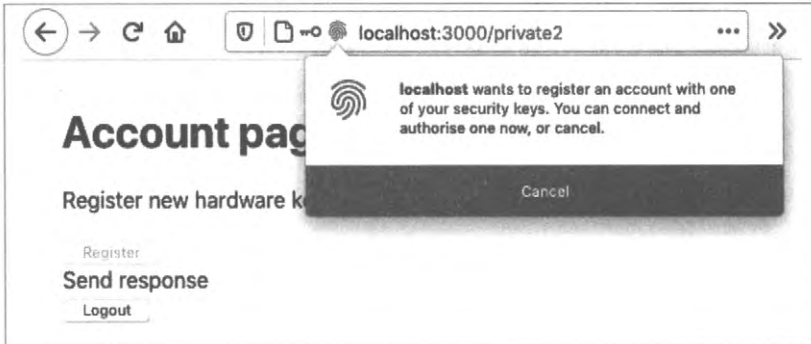 localhost:3000/private2
localhost wants to register an account with one
of your security keys. You can connect and
authorise one now, or cancel.
Cancel
Account pag
Register new hardware k
Register
Send response
Logout